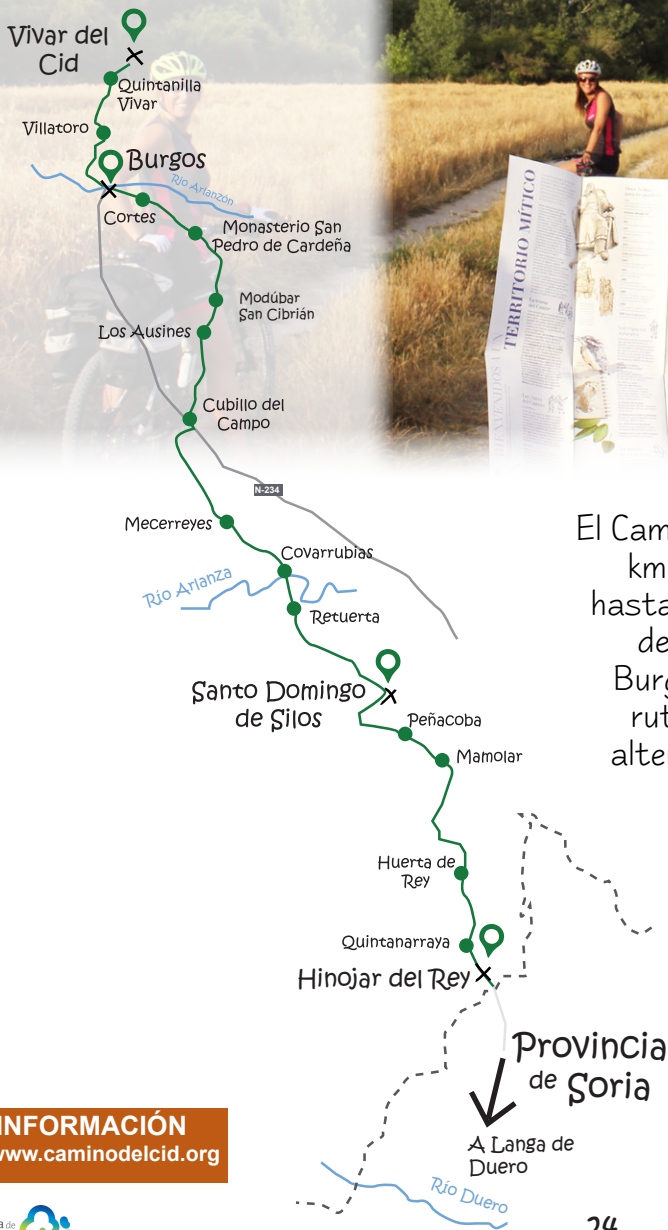 Vivar del
Cid
Quintanilla
Vivar
Villatoro
Burgos
Río Arlanzón
Cortes
Monasterio San
Pedro de Cardeña
Modúbar
San Cibrián
Los Ausines
Cubillo del
Campo
TERRITORIO MÍTICO
N-234
Mecerreyes
Covarrubias
Río Arlanza
Retuerta
El Cam
km
hasta
de
Burg
rut
alte
Santo Domingo
de Silos
Peñacoba
Mamolar
Huerta de
Rey
Quintanarraya
Hinojar del Rey
Provincia
de Soria
A Langa de
Duero
Río Duero
INFORMACIÓN
www.caminodelcid.org
de
24